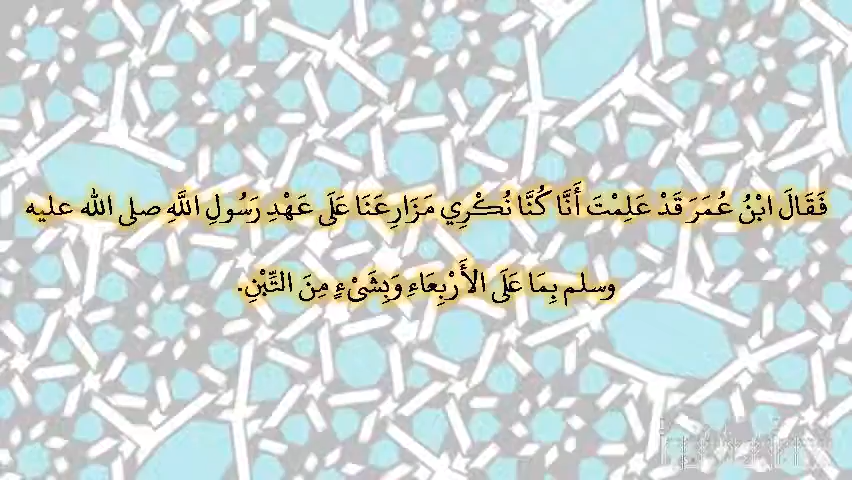 فَقَالَ ابْنُ عُمَرَ قَدْ عَلِمْتَ أَنَّا كُنَّا نُكْرِي مَزَارِعَنَا عَلَى عَهْدِ رَسُولِ اللَّهِ صلى الله عليه
وسلم بِمَا عَلَى الأَرْبِعَاءِ وَبِشَىْءٍ مِنَ التِّبْنِ.